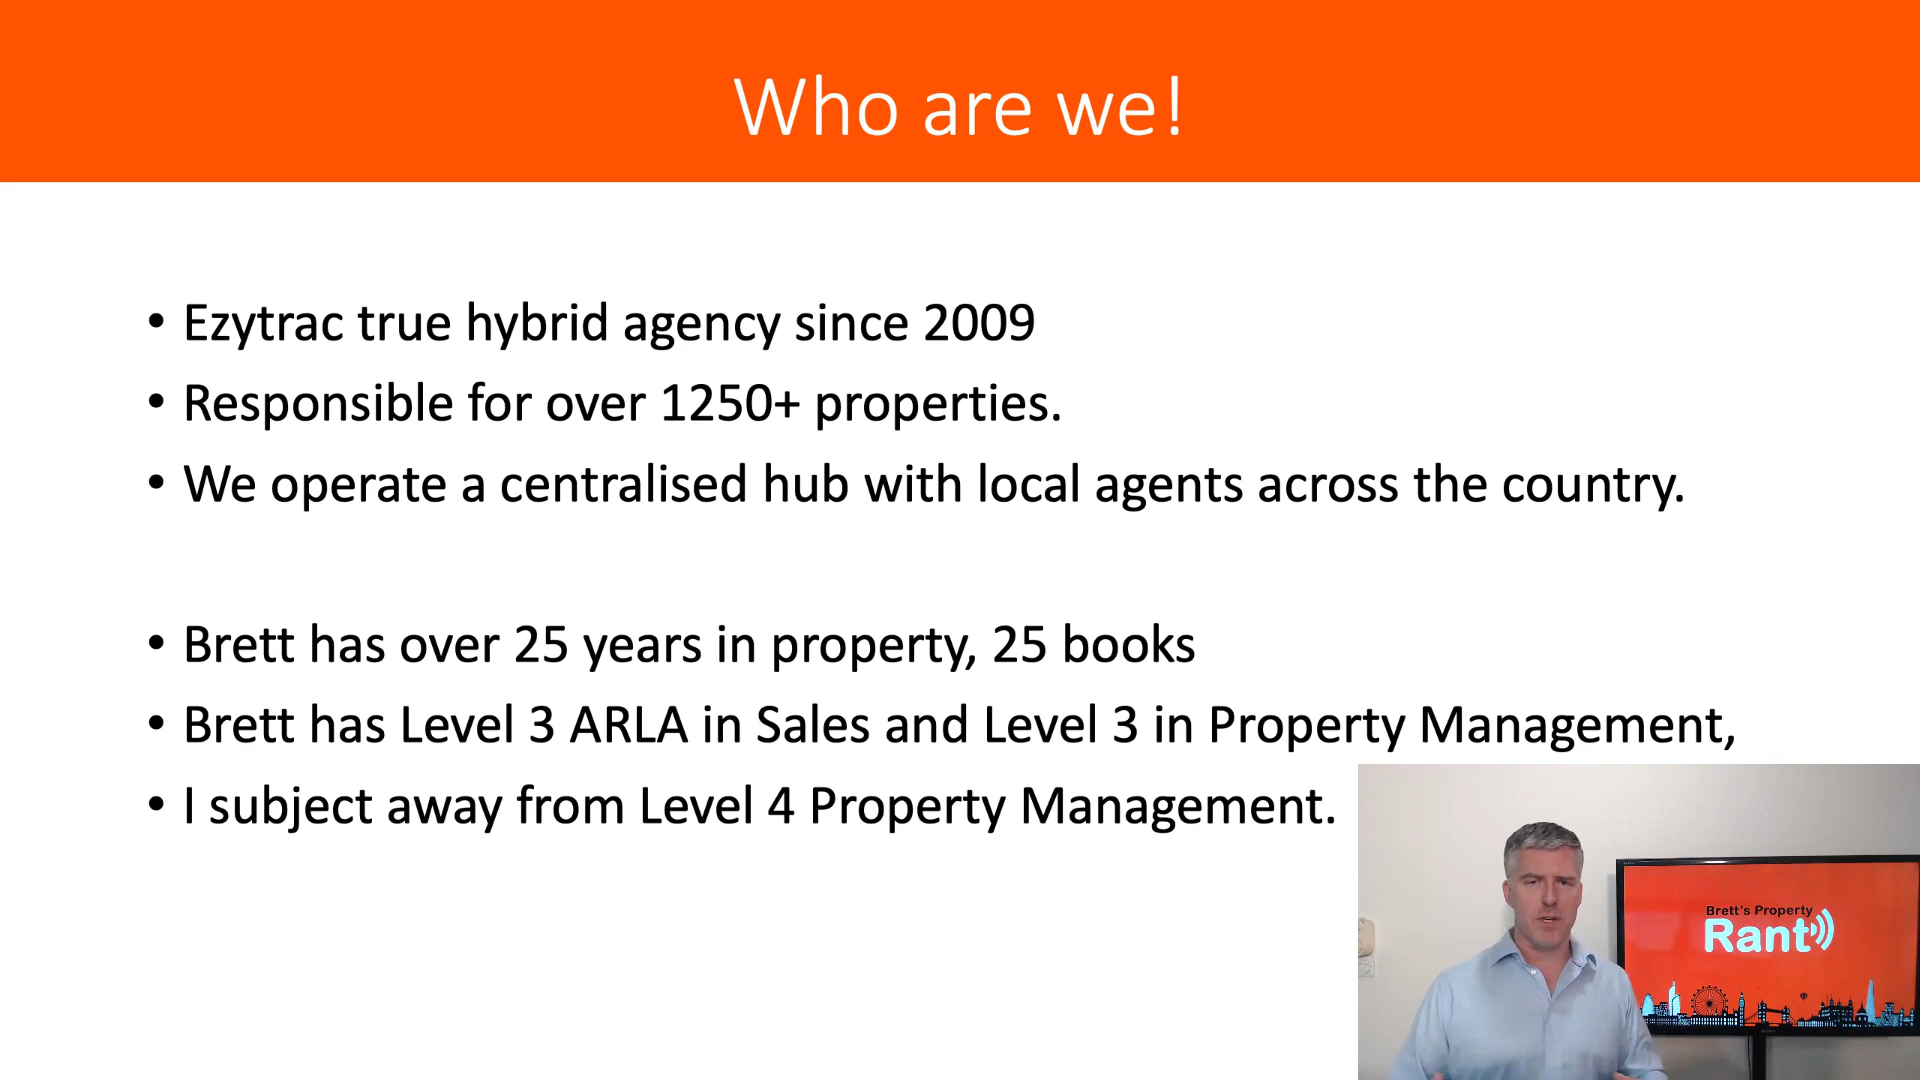 Who are we!
• Ezytrac true hybrid agency since 2009
• Responsible for over 1250+ properties.
• We operate a centralised hub with local agents across the country.
• Brett has over 25 years in property, 25 books
• Brett has Level 3 ARLA in Sales and Level 3 in Property Management,
• I subject away from Level 4 Property Management.
Brett's Property
Rant